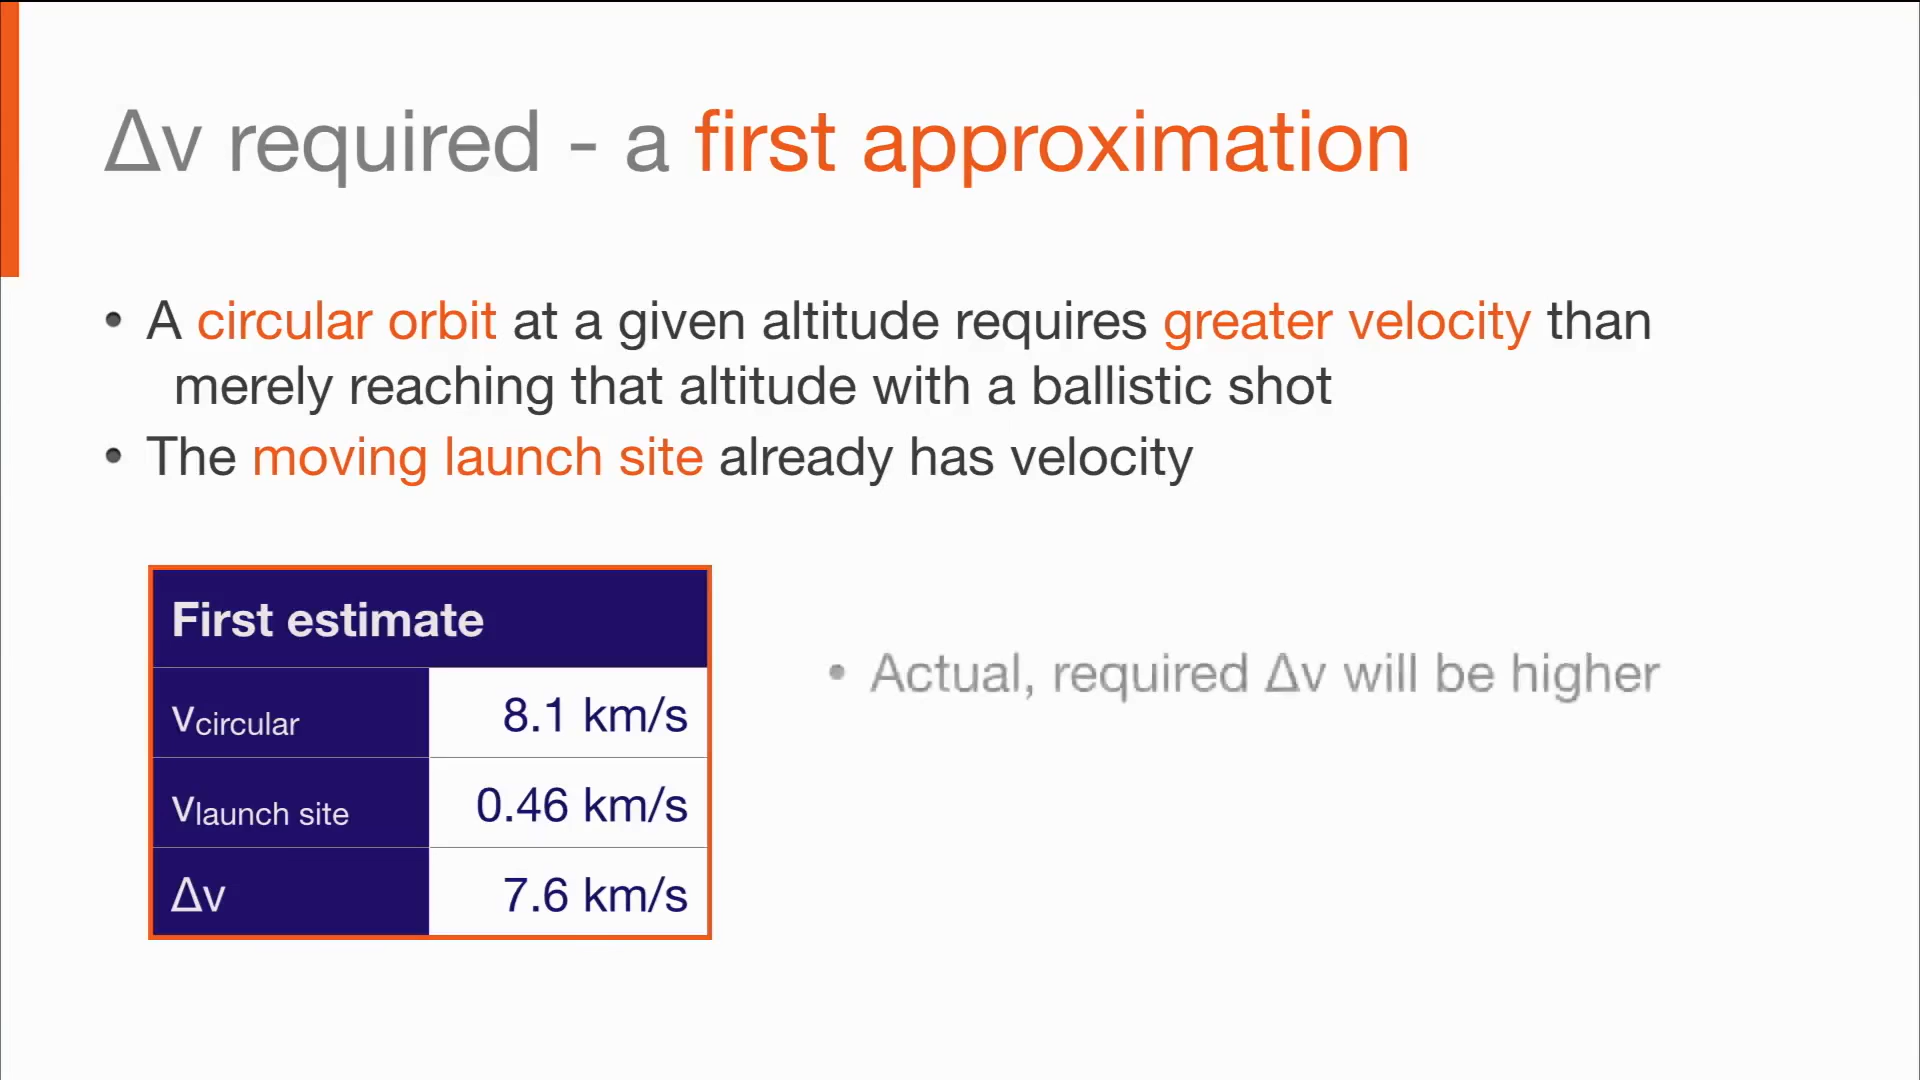 Δv required - a first approximation
• A circular orbit at a given altitude requires greater velocity than
merely reaching that altitude with a ballistic shot
• The moving launch site already has velocity
First estimate
vcircular 8.1 km/s
vlaunch site 0.46 km/s
Δv 7.6 km/s
• Actual, required Δv will be higher